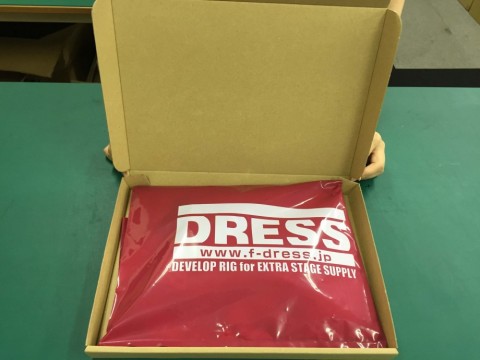 DRESS
www.f-dress.jp
DEVELOP RIG for EXTRA STAGE SUPPLY